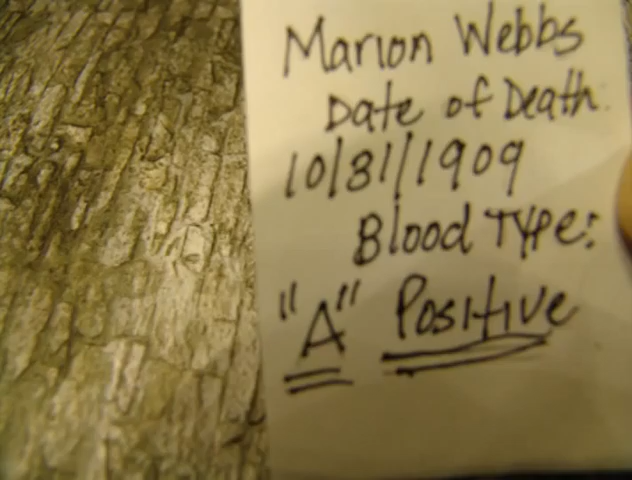 Marion Webbs
Date of Death:
10/31/1909
Blood Type:
"A" Positive